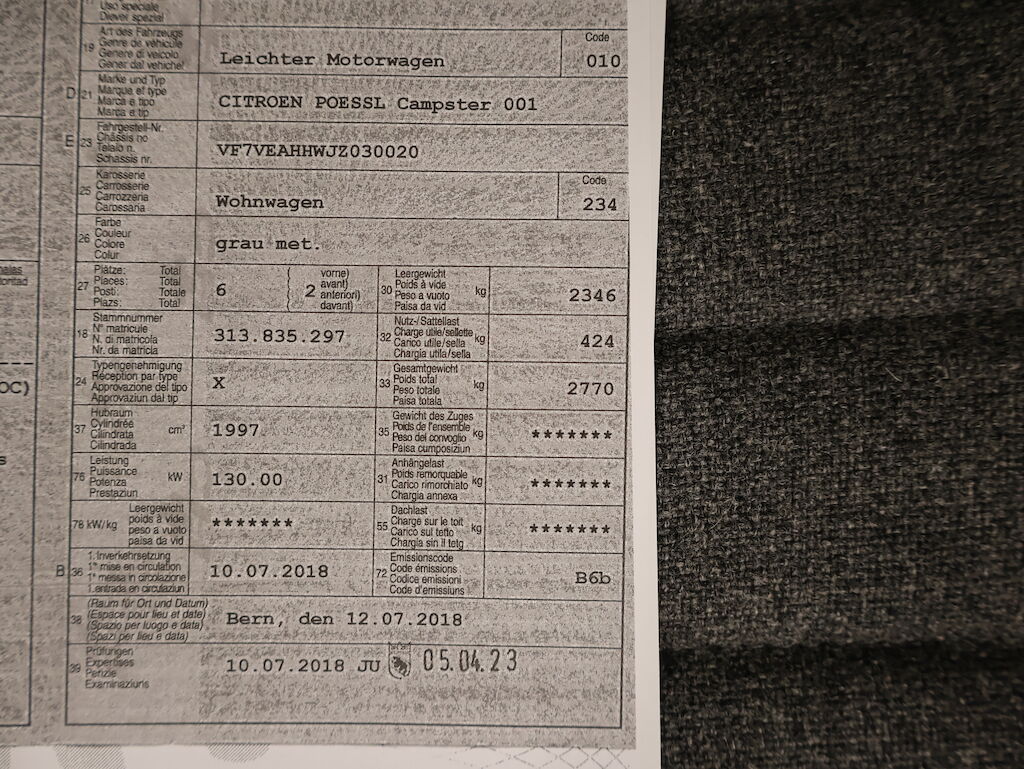 Uso speciale
Diever spezial
19 Art des Fahrzeugs
Genre de véhicule
Genere di veicolo
Gener dal vehichel
Leichter Motorwagen
Code
010
D 21 Marke und Typ
Marque et type
Marca e tipo
Marca e tip
CITROEN POESSL Campster 001
E 23 Fahrgestell-Nr.
Châssis no
Telaio n.
Schassis nr.
VF7VEAHHWJZ030020
25 Karosserie
Carrosserie
Carrozzeria
Carossaria
Wohnwagen
Code
234
26 Farbe
Couleur
Colore
Colur
grau met.
27 Plätze: Total
Places: Total
Posti: Totale
Plazs: Total
6
2
vorne)
avant)
anteriori)
davant)
30 Leergewicht
Poids à vide
Peso a vuoto
Paisa da vid
kg
2346
18 Stammnummer
N° matricule
N. di matricola
Nr. da matricla
313.835.297
32 Nutz-/Sattellast
Charge utile/sellette
Carico utile/sella
Chargia utila/sella
kg
424
24 Typengenehmigung
Réception par type
Approvazione del tipo
Approvaziun dal tip
X
33 Gesamtgewicht
Poids total
Peso totale
Paisa totala
kg
2770
37 Hubraum
Cylindrée
Cilindrata
Cilindrada
cm³
1997
35 Gewicht des Zuges
Poids de l'ensemble
Peso del convoglio
Paisa cumposiziun
kg
*******
76 Leistung
Puissance
Potenza
Prestaziun
kW
130.00
31 Anhängelast
Poids remorquable
Carico rimorchiato
Chargia annexa
kg
*******
78 kW/kg
Leergewicht
poids à vide
peso a vuoto
paisa da vid
*******
55 Dachlast
Charge sur le toit
Carico sul tetto
Chargia sin il tetg
kg
*******
B 36 1. Inverkehrsetzung
1re mise en circulation
1a messa in circolazione
1. entrada en circulaziun
10.07.2018
72 Emissionscode
Code émissions
Codice emissioni
Code d'emissiuns
B6b
38 (Raum für Ort und Datum)
(Espace pour lieu et date)
(Spazio per luogo e data)
(Spazi per lieu e data)
Bern, den 12.07.2018
39 Prüfungen
Expertises
Perizie
Examinaziuns
10.07.2018 JU 05.04.23
OC)